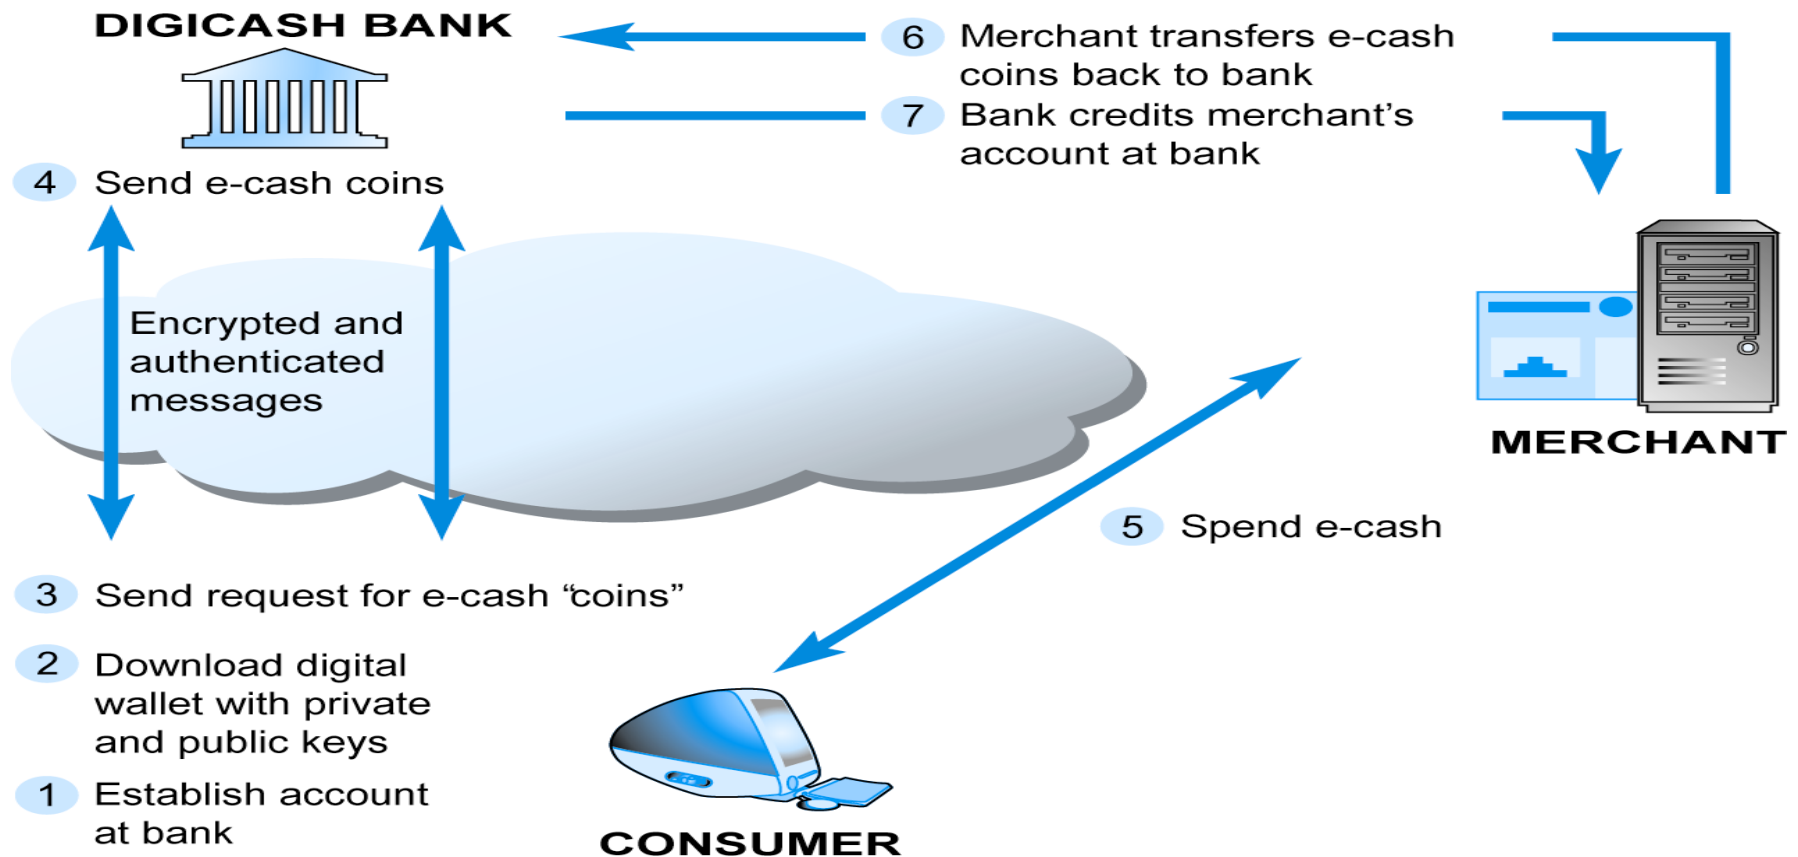 DIGICASH BANK
6 Merchant transfers e-cash
coins back to bank
7 Bank credits merchant’s
account at bank
4 Send e-cash coins
Encrypted and
authenticated
messages
MERCHANT
5 Spend e-cash
3 Send request for e-cash “coins”
2 Download digital
wallet with private
and public keys
1 Establish account
at bank
CONSUMER